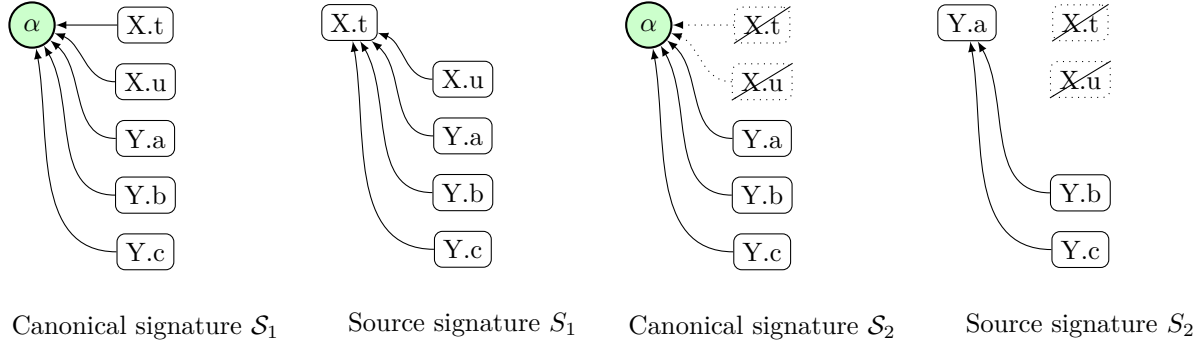 α
X.t
X.u
Y.a
Y.b
Y.c
Canonical signature 𝒮₁
X.t
X.u
Y.a
Y.b
Y.c
Source signature S₁
α
X.t
X.u
Y.a
Y.b
Y.c
Canonical signature 𝒮₂
Y.a
X.t
X.u
Y.b
Y.c
Source signature S₂